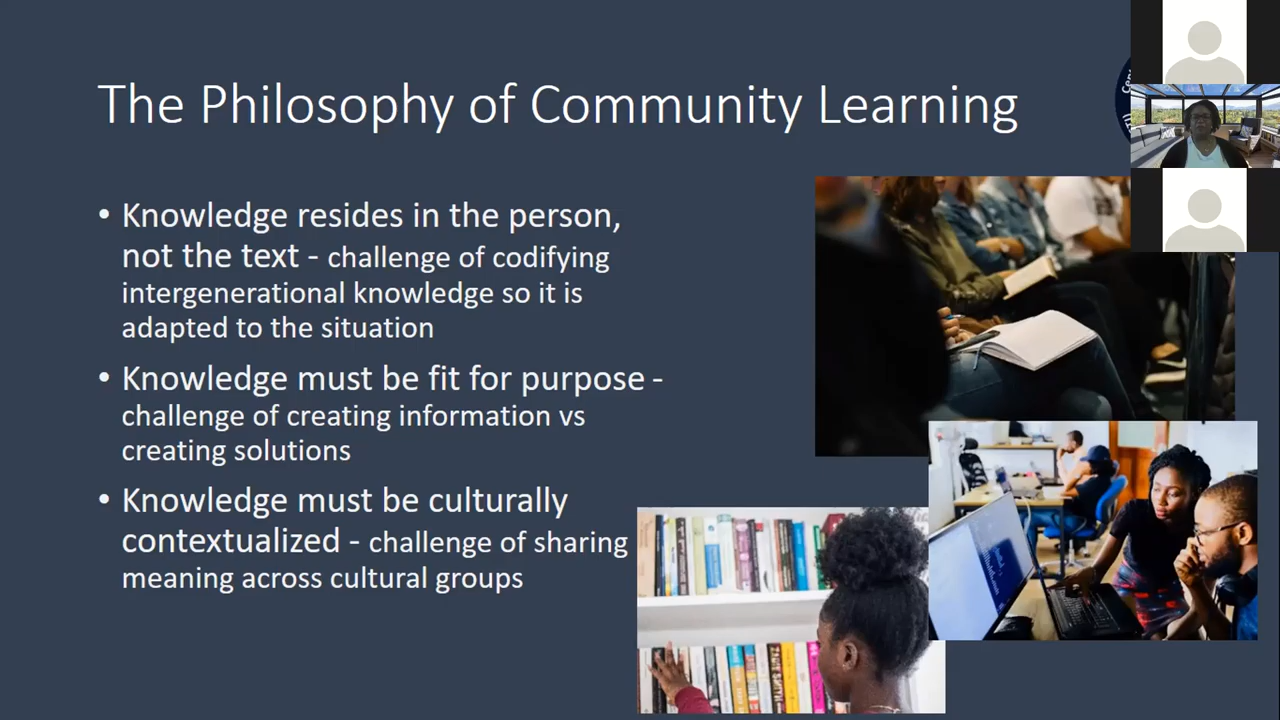 The Philosophy of Community Learning
• Knowledge resides in the person,
not the text - challenge of codifying
intergenerational knowledge so it is
adapted to the situation
• Knowledge must be fit for purpose -
challenge of creating information vs
creating solutions
• Knowledge must be culturally
contextualized - challenge of sharing
meaning across cultural groups